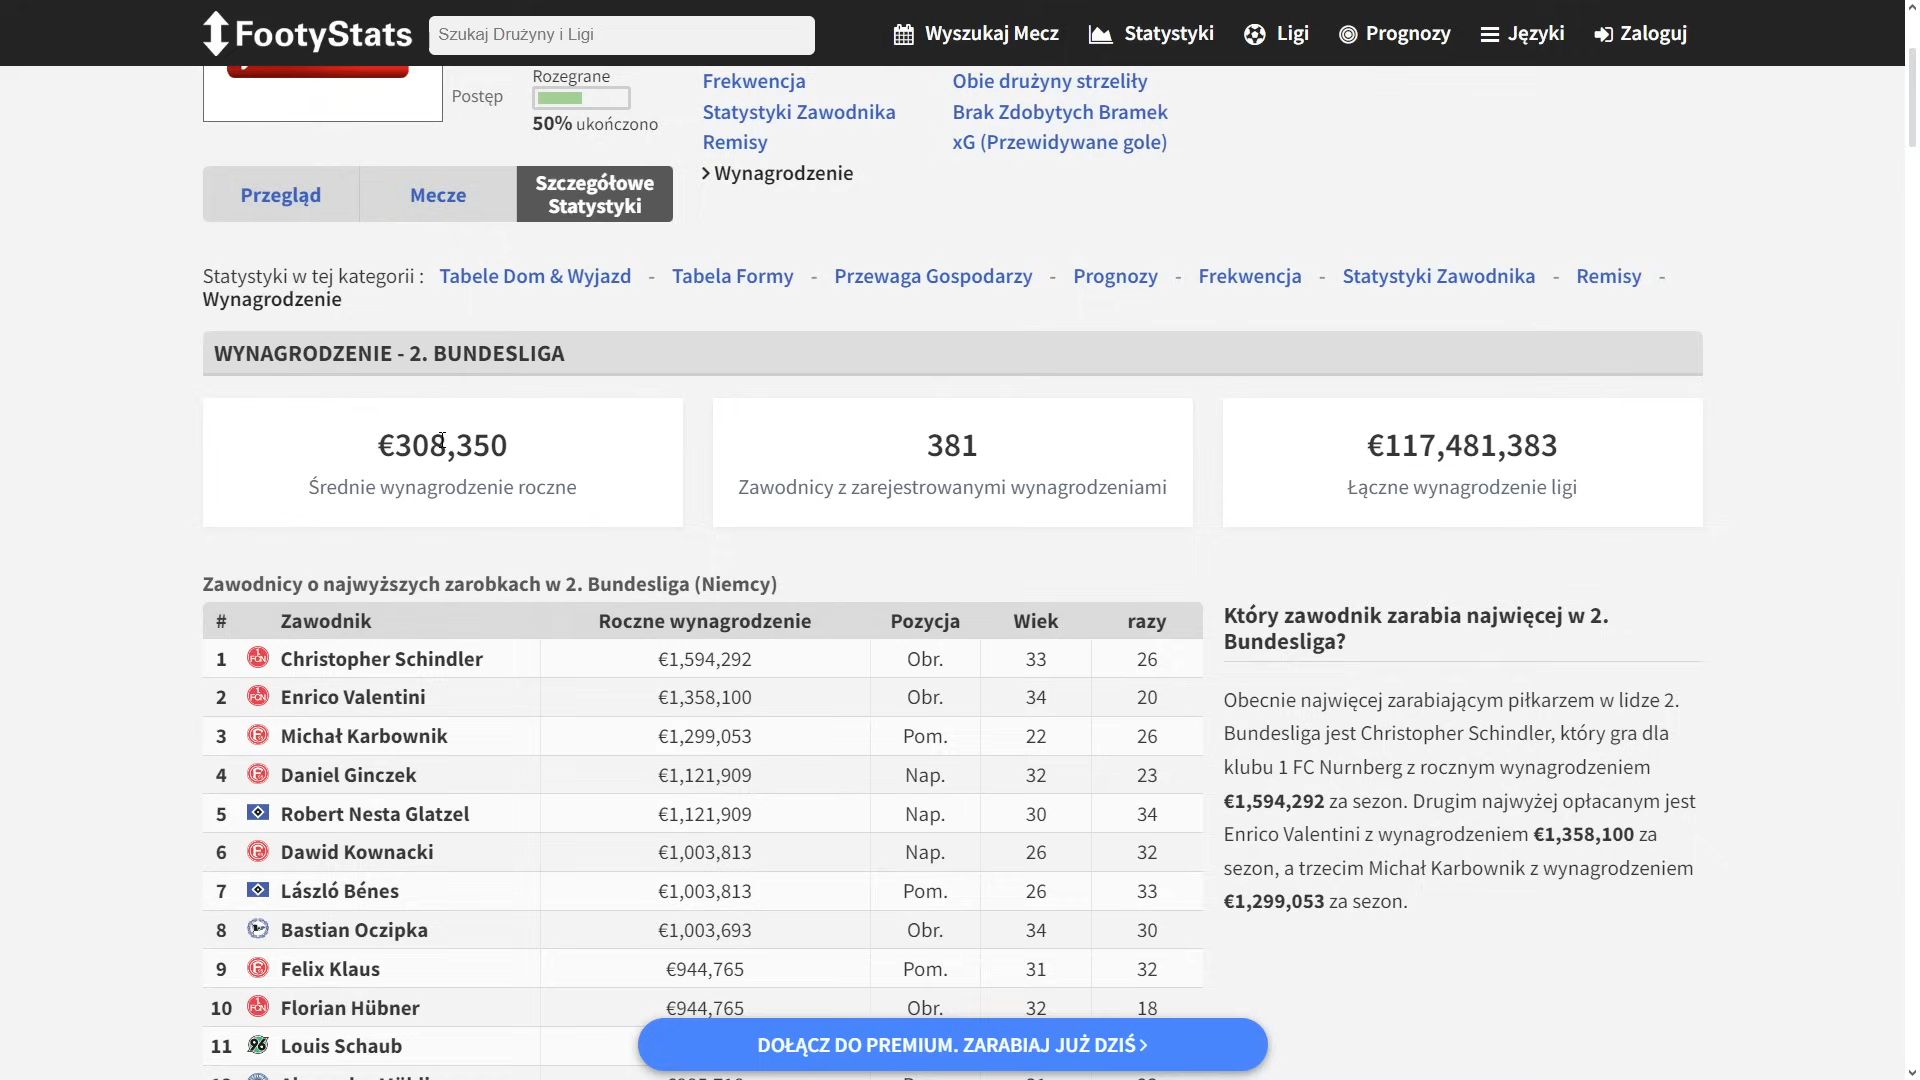 FootyStats
Szukaj Drużyny i Ligi
Wyszukaj Mecz
Statystyki
Ligi
Prognozy
Języki
Zaloguj
Postęp
Rozegrane
50% ukończono
Frekwencja
Statystyki Zawodnika
Remisy
> Wynagrodzenie
Obie drużyny strzeliły
Brak Zdobytych Bramek
xG (Przewidywane gole)
Przegląd
Mecze
Szczegółowe
Statystyki
Statystyki w tej kategorii : Tabele Dom & Wyjazd - Tabela Formy - Przewaga Gospodarzy - Prognozy - Frekwencja - Statystyki Zawodnika - Remisy -
Wynagrodzenie
WYNAGRODZENIE - 2. BUNDESLIGA
€308,350
Średnie wynagrodzenie roczne
381
Zawodnicy z zarejestrowanymi wynagrodzeniami
€117,481,383
Łączne wynagrodzenie ligi
Zawodnicy o najwyższych zarobkach w 2. Bundesliga (Niemcy)
# Zawodnik Roczne wynagrodzenie Pozycja Wiek razy
1 Christopher Schindler €1,594,292 Obr. 33 26
2 Enrico Valentini €1,358,100 Obr. 34 20
3 Michał Karbownik €1,299,053 Pom. 22 26
4 Daniel Ginczek €1,121,909 Nap. 32 23
5 Robert Nesta Glatzel €1,121,909 Nap. 30 34
6 Dawid Kownacki €1,003,813 Nap. 26 32
7 László Bénes €1,003,813 Pom. 26 33
8 Bastian Oczipka €1,003,693 Obr. 34 30
9 Felix Klaus €944,765 Pom. 31 32
10 Florian Hübner €944,765 Obr. 32 18
11 Louis Schaub
Który zawodnik zarabia najwięcej w 2.
Bundesliga?
Obecnie najwięcej zarabiającym piłkarzem w lidze 2.
Bundesliga jest Christopher Schindler, który gra dla
klubu 1 FC Nurnberg z rocznym wynagrodzeniem
€1,594,292 za sezon. Drugim najwyżej opłacanym jest
Enrico Valentini z wynagrodzeniem €1,358,100 za
sezon, a trzecim Michał Karbownik z wynagrodzeniem
€1,299,053 za sezon.
DOŁĄCZ DO PREMIUM. ZARABIAJ JUŻ DZIŚ >